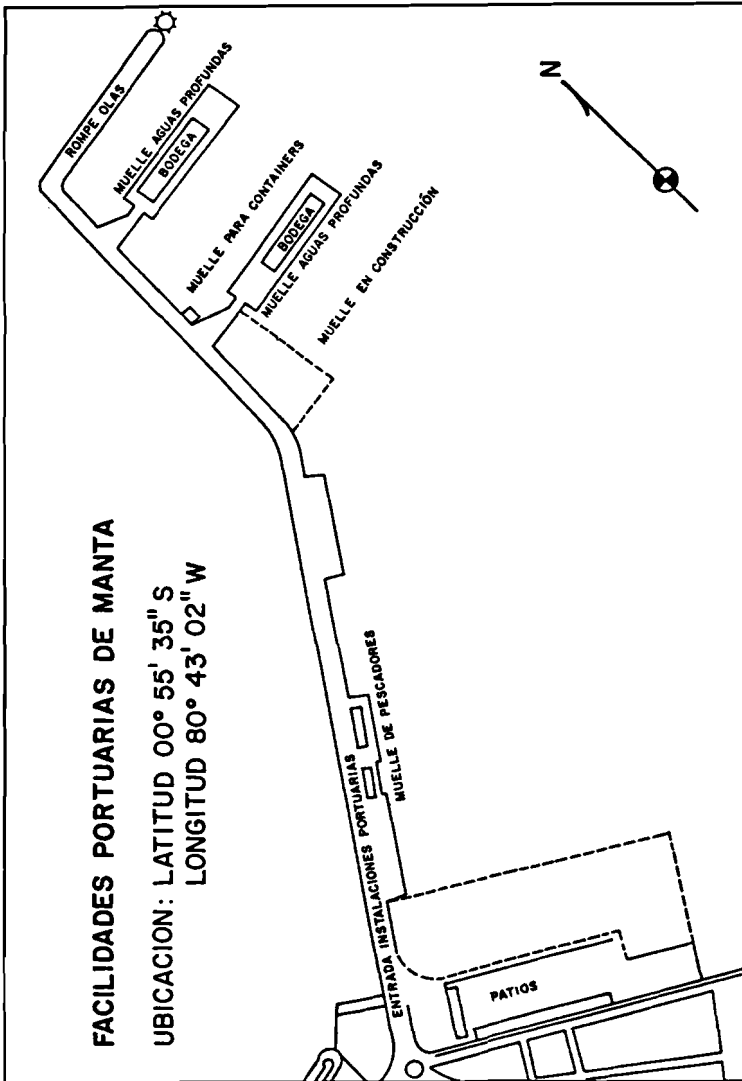 FACILIDADES PORTUARIAS DE MANTA
UBICACION: LATITUD 00° 55' 35" S
LONGITUD 80° 43' 02" W
ROMPE OLAS
MUELLE AGUAS PROFUNDAS
BODEGA
MUELLE PARA CONTAINERS
BODEGA
MUELLE AGUAS PROFUNDAS
MUELLE EN CONSTRUCCIÓN
N
MUELLE DE PESCADORES
ENTRADA INSTALACIONES PORTUARIAS
PATIOS